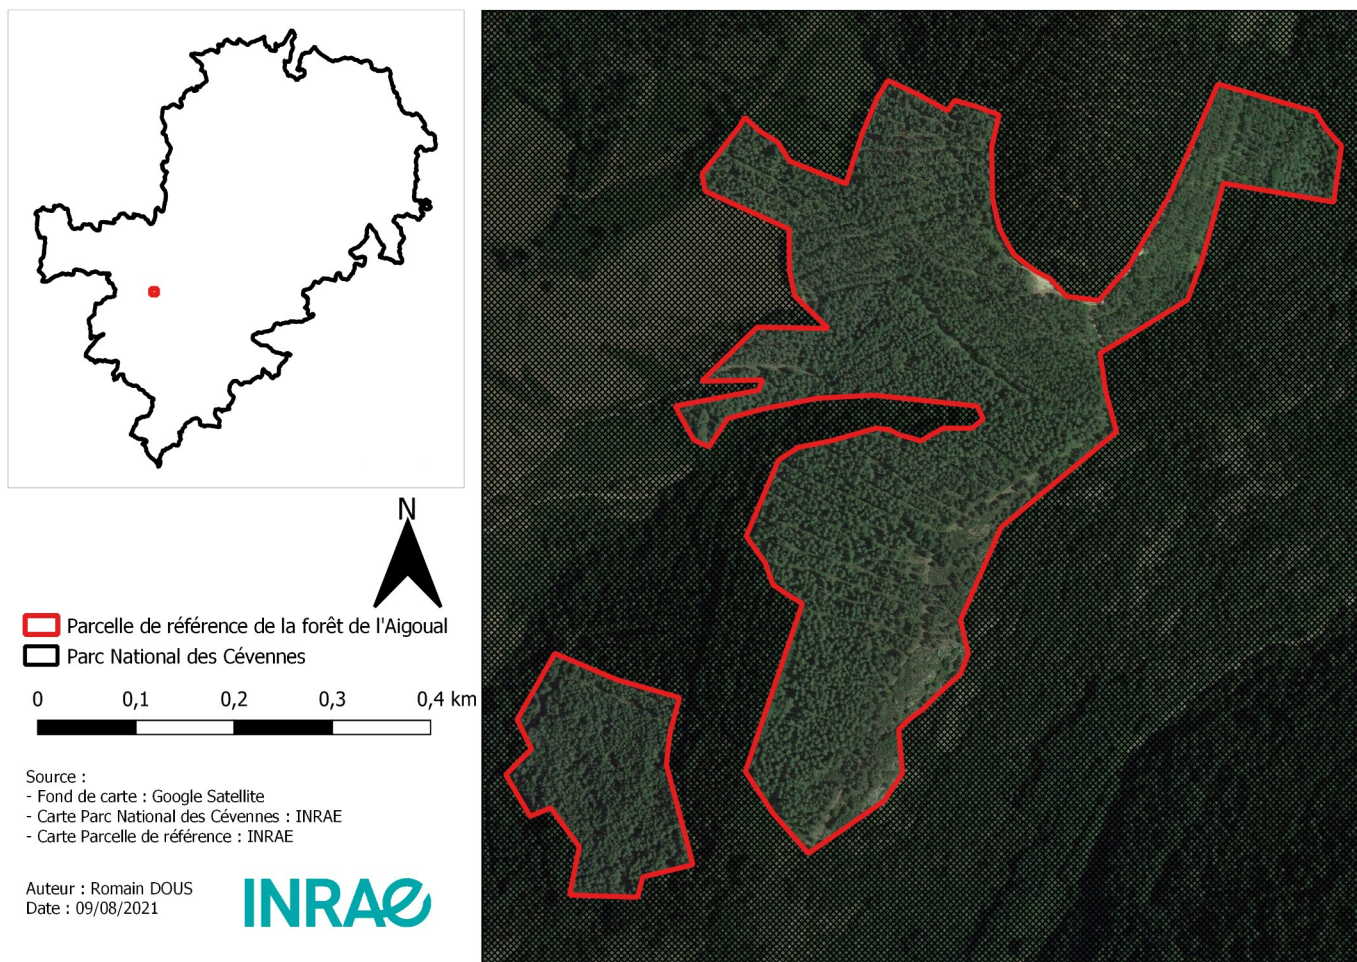 N
Parcelle de référence de la forêt de l'Aigoual
Parc National des Cévennes
0 0,1 0,2 0,3 0,4 km
Source :
- Fond de carte : Google Satellite
- Carte Parc National des Cévennes : INRAE
- Carte Parcelle de référence : INRAE
Auteur : Romain DOUS
Date : 09/08/2021
INRAE